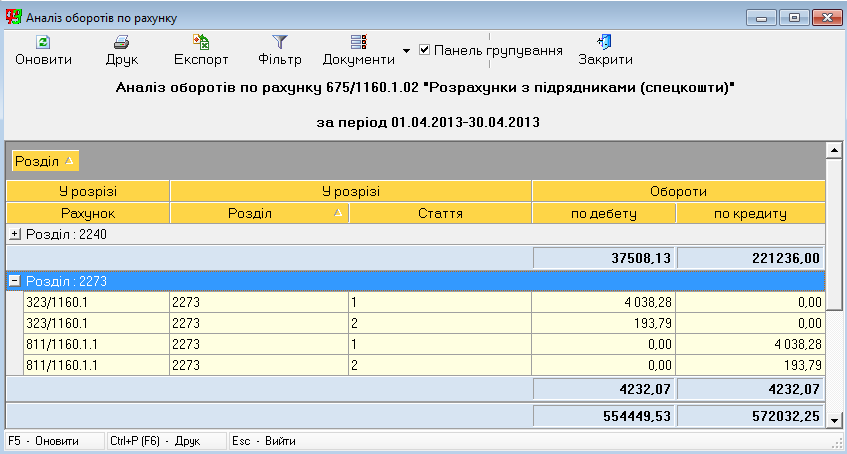 Аналіз оборотів по рахунку
Оновити Друк Експорт Фільтр Документи Панель групування Закрити
Аналіз оборотів по рахунку 675/1160.1.02 "Розрахунки з підрядниками (спецкошти)"
за період 01.04.2013-30.04.2013
Розділ
У розрізі У розрізі Обороти
Рахунок Розділ Стаття по дебету по кредиту
Розділ : 2240
37508,13 221236,00
Розділ : 2273
323/1160.1 2273 1 4 038,28 0,00
323/1160.1 2273 2 193,79 0,00
811/1160.1.1 2273 1 0,00 4 038,28
811/1160.1.1 2273 2 0,00 193,79
4232,07 4232,07
554449,53 572032,25
F5 - Оновити Ctrl+P (F6) - Друк Esc - Вийти